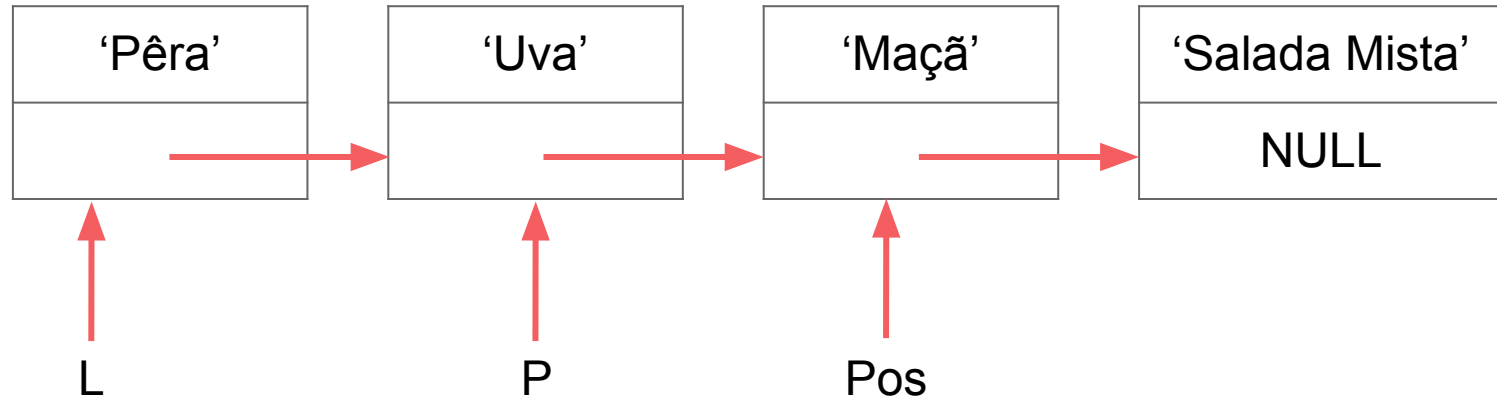 ‘Pêra’
‘Uva’
‘Maçã’
‘Salada Mista’
NULL
L
P
Pos